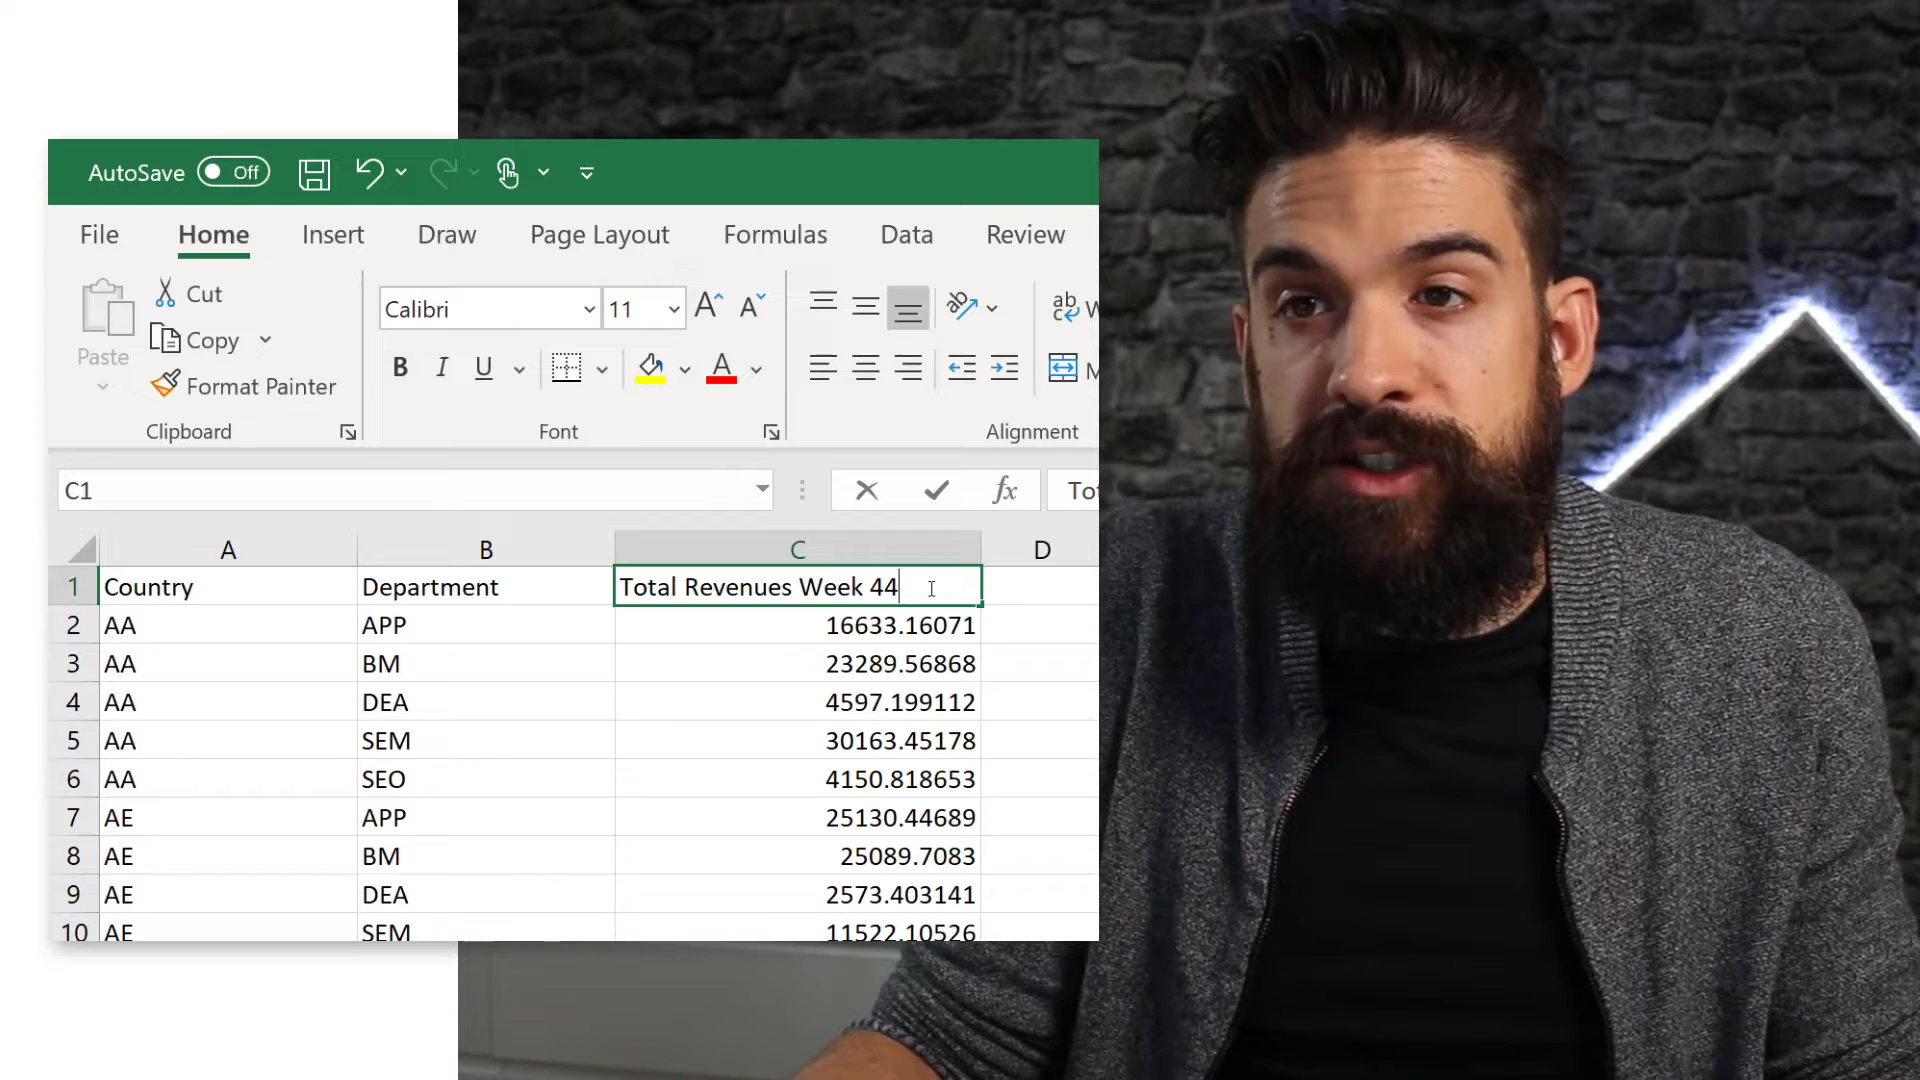 AutoSave Off
File Home Insert Draw Page Layout Formulas Data Review
Paste
Cut
Copy
Format Painter
Calibri 11
ab
W
B I U A
M
Clipboard Font Alignment
C1 fx Tot
A B C D
1 Country Department Total Revenues Week 44
2 AA APP 16633.16071
3 AA BM 23289.56868
4 AA DEA 4597.199112
5 AA SEM 30163.45178
6 AA SEO 4150.818653
7 AE APP 25130.44689
8 AE BM 25089.7083
9 AE DEA 2573.403141
10 AE SEM 11522.10526